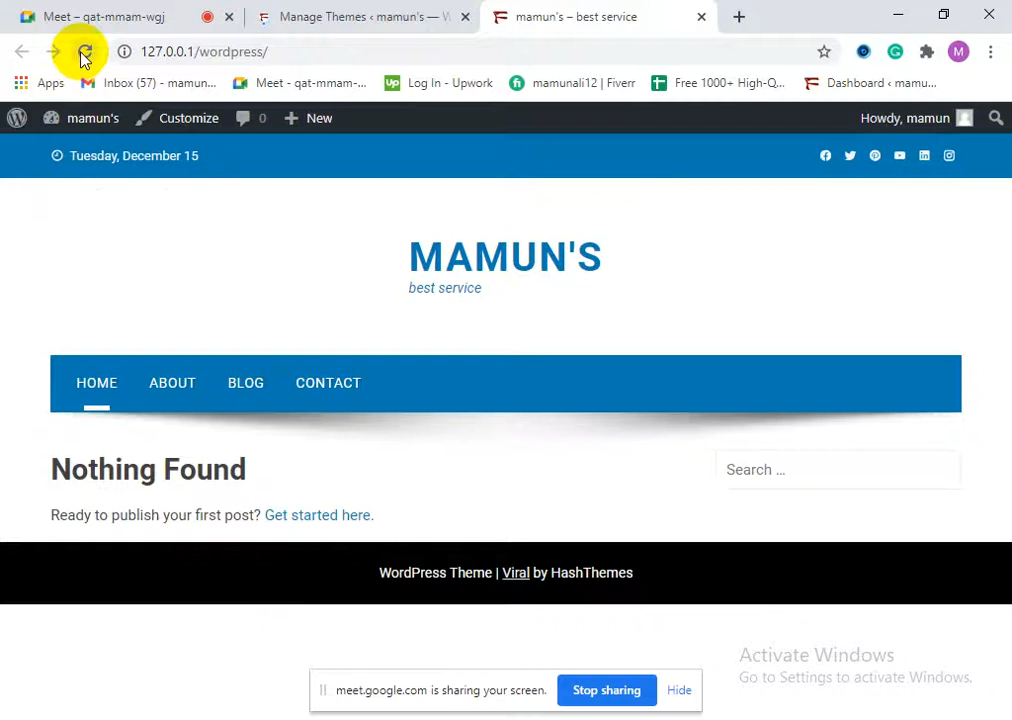 Meet – qat-mmam-wgj
Manage Themes ‹ mamun's — W
mamun's – best service
127.0.0.1/wordpress/
M
Apps
Inbox (57) - mamun...
Meet - qat-mmam-...
Up
Log In - Upwork
mamunali12 | Fiverr
Free 1000+ High-Q...
Dashboard ‹ mamu...
mamun's
Customize
0
New
Howdy, mamun
Tuesday, December 15
MAMUN'S
best service
HOME
ABOUT
BLOG
CONTACT
Nothing Found
Search …
Ready to publish your first post? Get started here.
WordPress Theme | Viral by HashThemes
Activate Windows
Go to Settings to activate Windows.
meet.google.com is sharing your screen.
Stop sharing
Hide